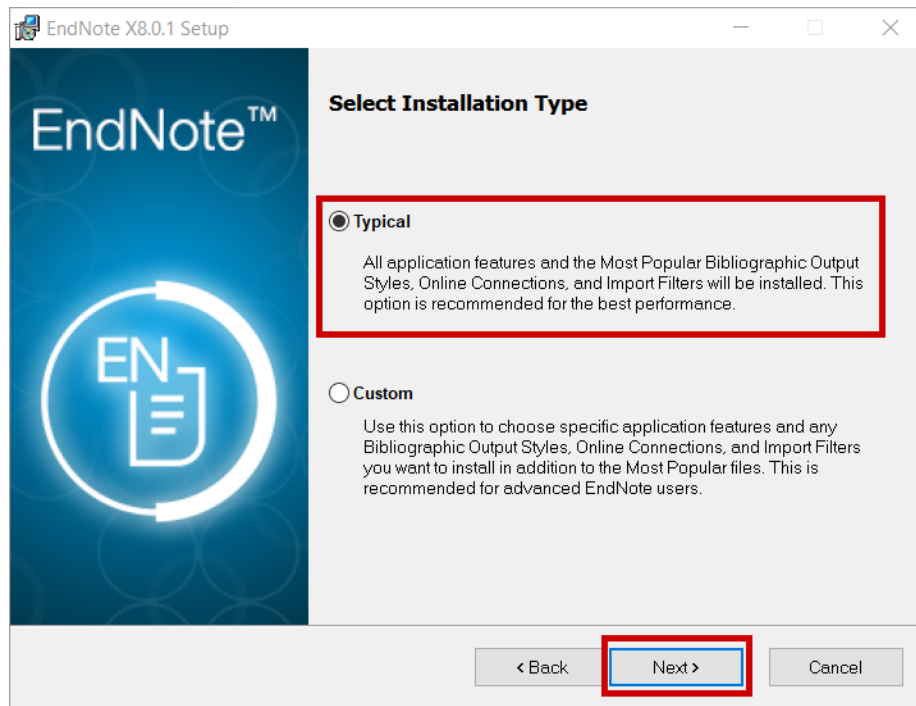 EndNote X8.0.1 Setup
EndNote™
EN
Select Installation Type
Typical
All application features and the Most Popular Bibliographic Output
Styles, Online Connections, and Import Filters will be installed. This
option is recommended for the best performance.
Custom
Use this option to choose specific application features and any
Bibliographic Output Styles, Online Connections, and Import Filters
you want to install in addition to the Most Popular files. This is
recommended for advanced EndNote users.
< Back Next > Cancel